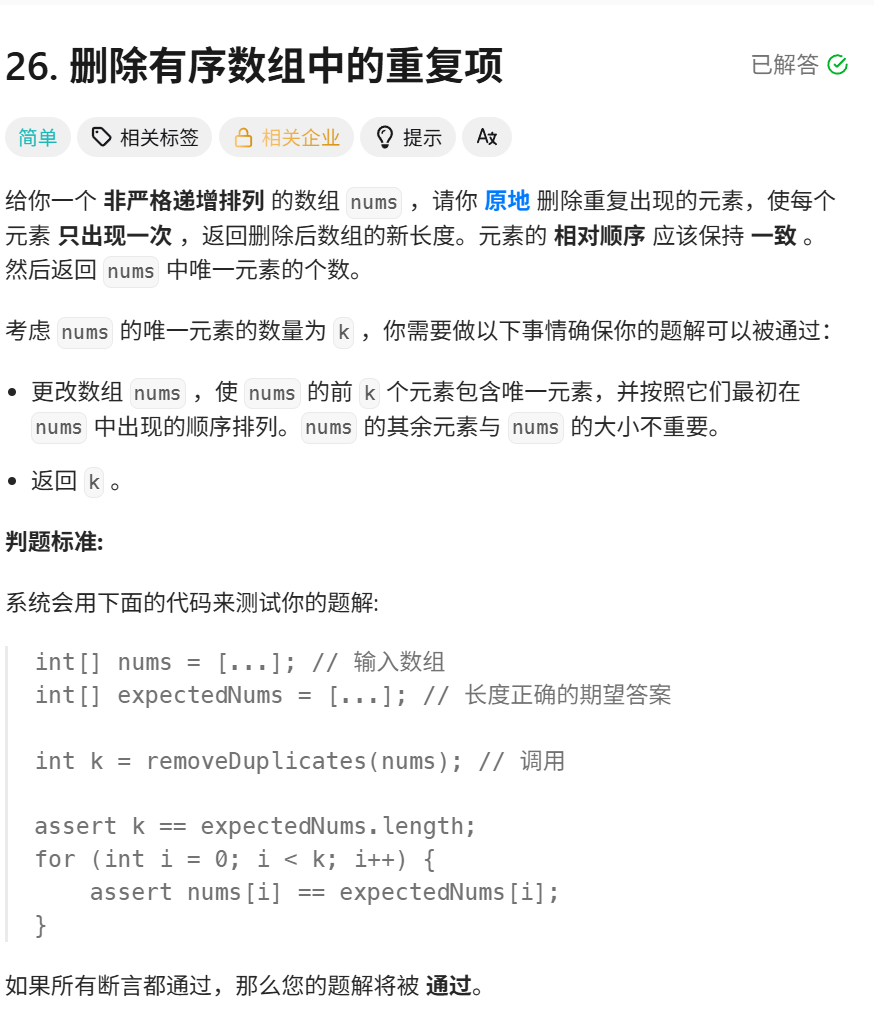 26. 删除有序数组中的重复项
已解答
简单 相关标签 相关企业 提示
给你一个 非严格递增排列 的数组 nums ，请你 原地 删除重复出现的元素，使每个
元素 只出现一次 ，返回删除后数组的新长度。元素的 相对顺序 应该保持 一致 。
然后返回 nums 中唯一元素的个数。
考虑 nums 的唯一元素的数量为 k ，你需要做以下事情确保你的题解可以被通过：
• 更改数组 nums ，使 nums 的前 k 个元素包含唯一元素，并按照它们最初在
nums 中出现的顺序排列。nums 的其余元素与 nums 的大小不重要。
• 返回 k 。
判题标准:
系统会用下面的代码来测试你的题解:
int[] nums = [...]; // 输入数组
int[] expectedNums = [...]; // 长度正确的期望答案
int k = removeDuplicates(nums); // 调用
assert k == expectedNums.length;
for (int i = 0; i < k; i++) {
    assert nums[i] == expectedNums[i];
}
如果所有断言都通过，那么您的题解将被 通过。